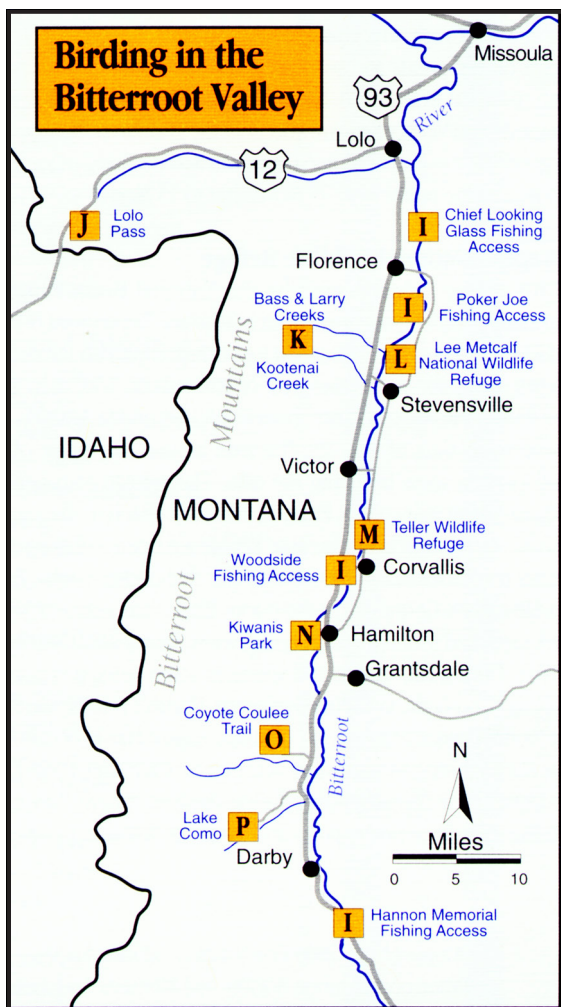 Birding in the
Bitterroot Valley
Missoula
93
River
Lolo
12
J
Lolo
Pass
I
Chief Looking
Glass Fishing
Access
Florence
Bass & Larry
Creeks
I
Poker Joe
Fishing Access
K
Kootenai
Creek
L
Lee Metcalf
National Wildlife
Refuge
Mountains
Stevensville
IDAHO
Victor
MONTANA
M
Teller Wildlife
Refuge
Woodside
Fishing Access
I
Corvallis
Bitterroot
Kiwanis
Park
N
Hamilton
Grantsdale
Coyote Coulee
Trail
O
Bitterroot
N
Lake
Como
P
Miles
0 5 10
Darby
I
Hannon Memorial
Fishing Access